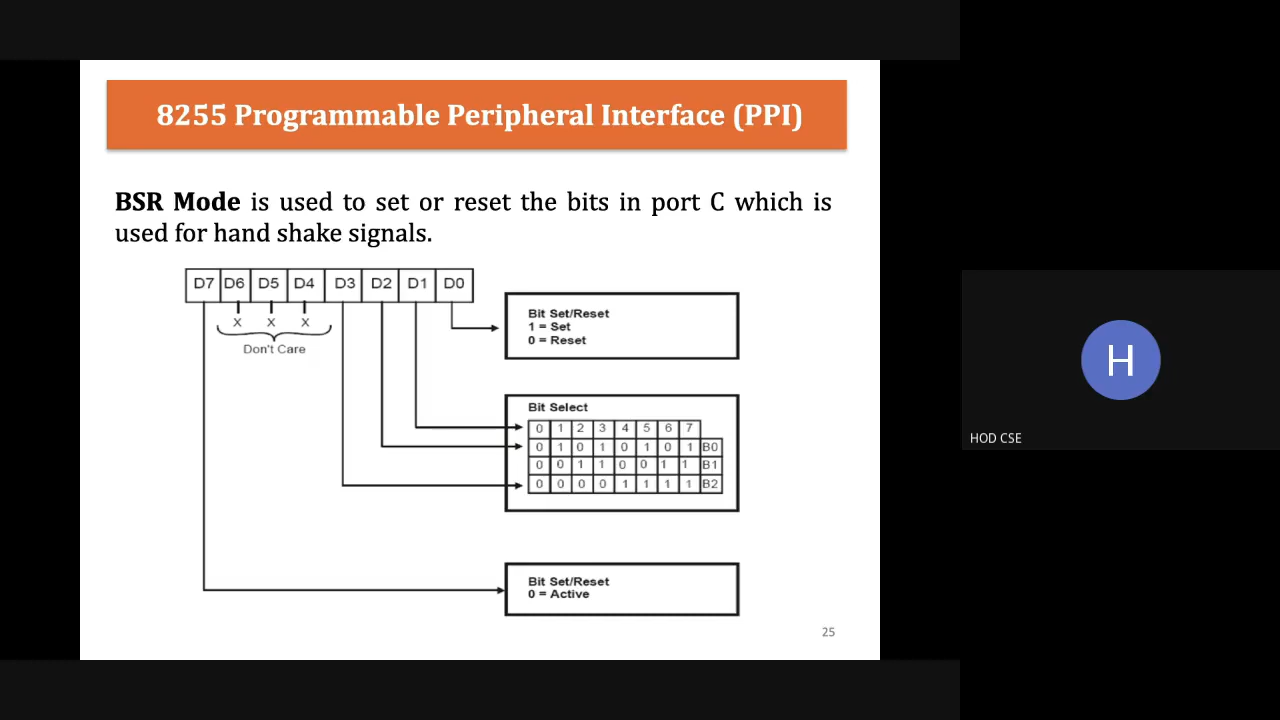 8255 Programmable Peripheral Interface (PPI)
BSR Mode is used to set or reset the bits in port C which is
used for hand shake signals.
D7 D6 D5 D4 D3 D2 D1 D0
X X X
Don't Care
Bit Set/Reset
1 = Set
0 = Reset
Bit Select
0 1 2 3 4 5 6 7
0 1 0 1 0 1 0 1 B0
0 0 1 1 0 0 1 1 B1
0 0 0 0 1 1 1 1 B2
Bit Set/Reset
0 = Active
25
H
HOD CSE